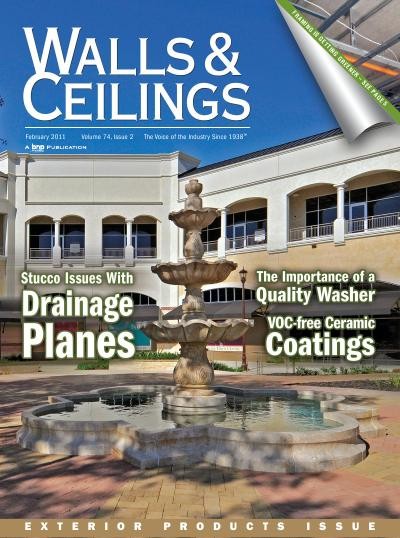 FRAMING IS GETTING GREENER – SEE PAGE 5
WALLS &
CEILINGS
February 2011 Volume 74, Issue 2 The Voice of the Industry Since 1938
A bnp PUBLICATION
Stucco Issues With
Drainage
Planes
The Importance of a
Quality Washer
VOC-free Ceramic
Coatings
EXTERIOR PRODUCTS ISSUE